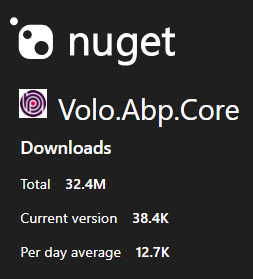 nuget
Volo.Abp.Core
Downloads
Total 32.4M
Current version 38.4K
Per day average 12.7K